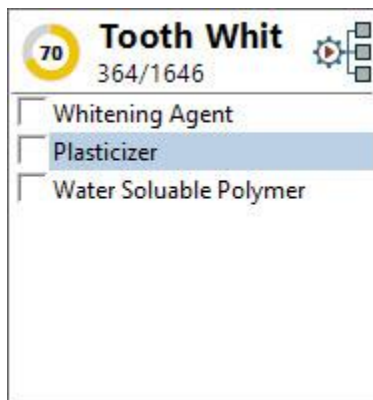 70
Tooth Whit
364/1646
Whitening Agent
Plasticizer
Water Soluable Polymer